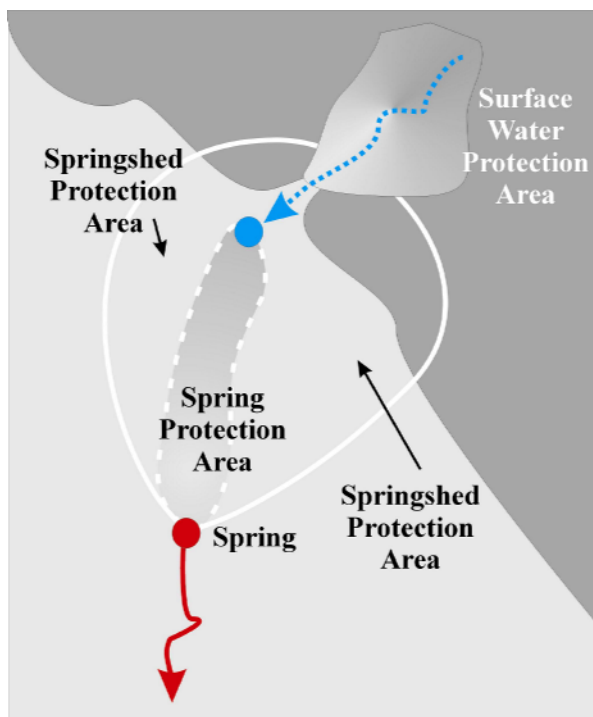 Surface
Water
Protection
Area
Springshed
Protection
Area
Spring
Protection
Area
Springshed
Protection
Area
Spring